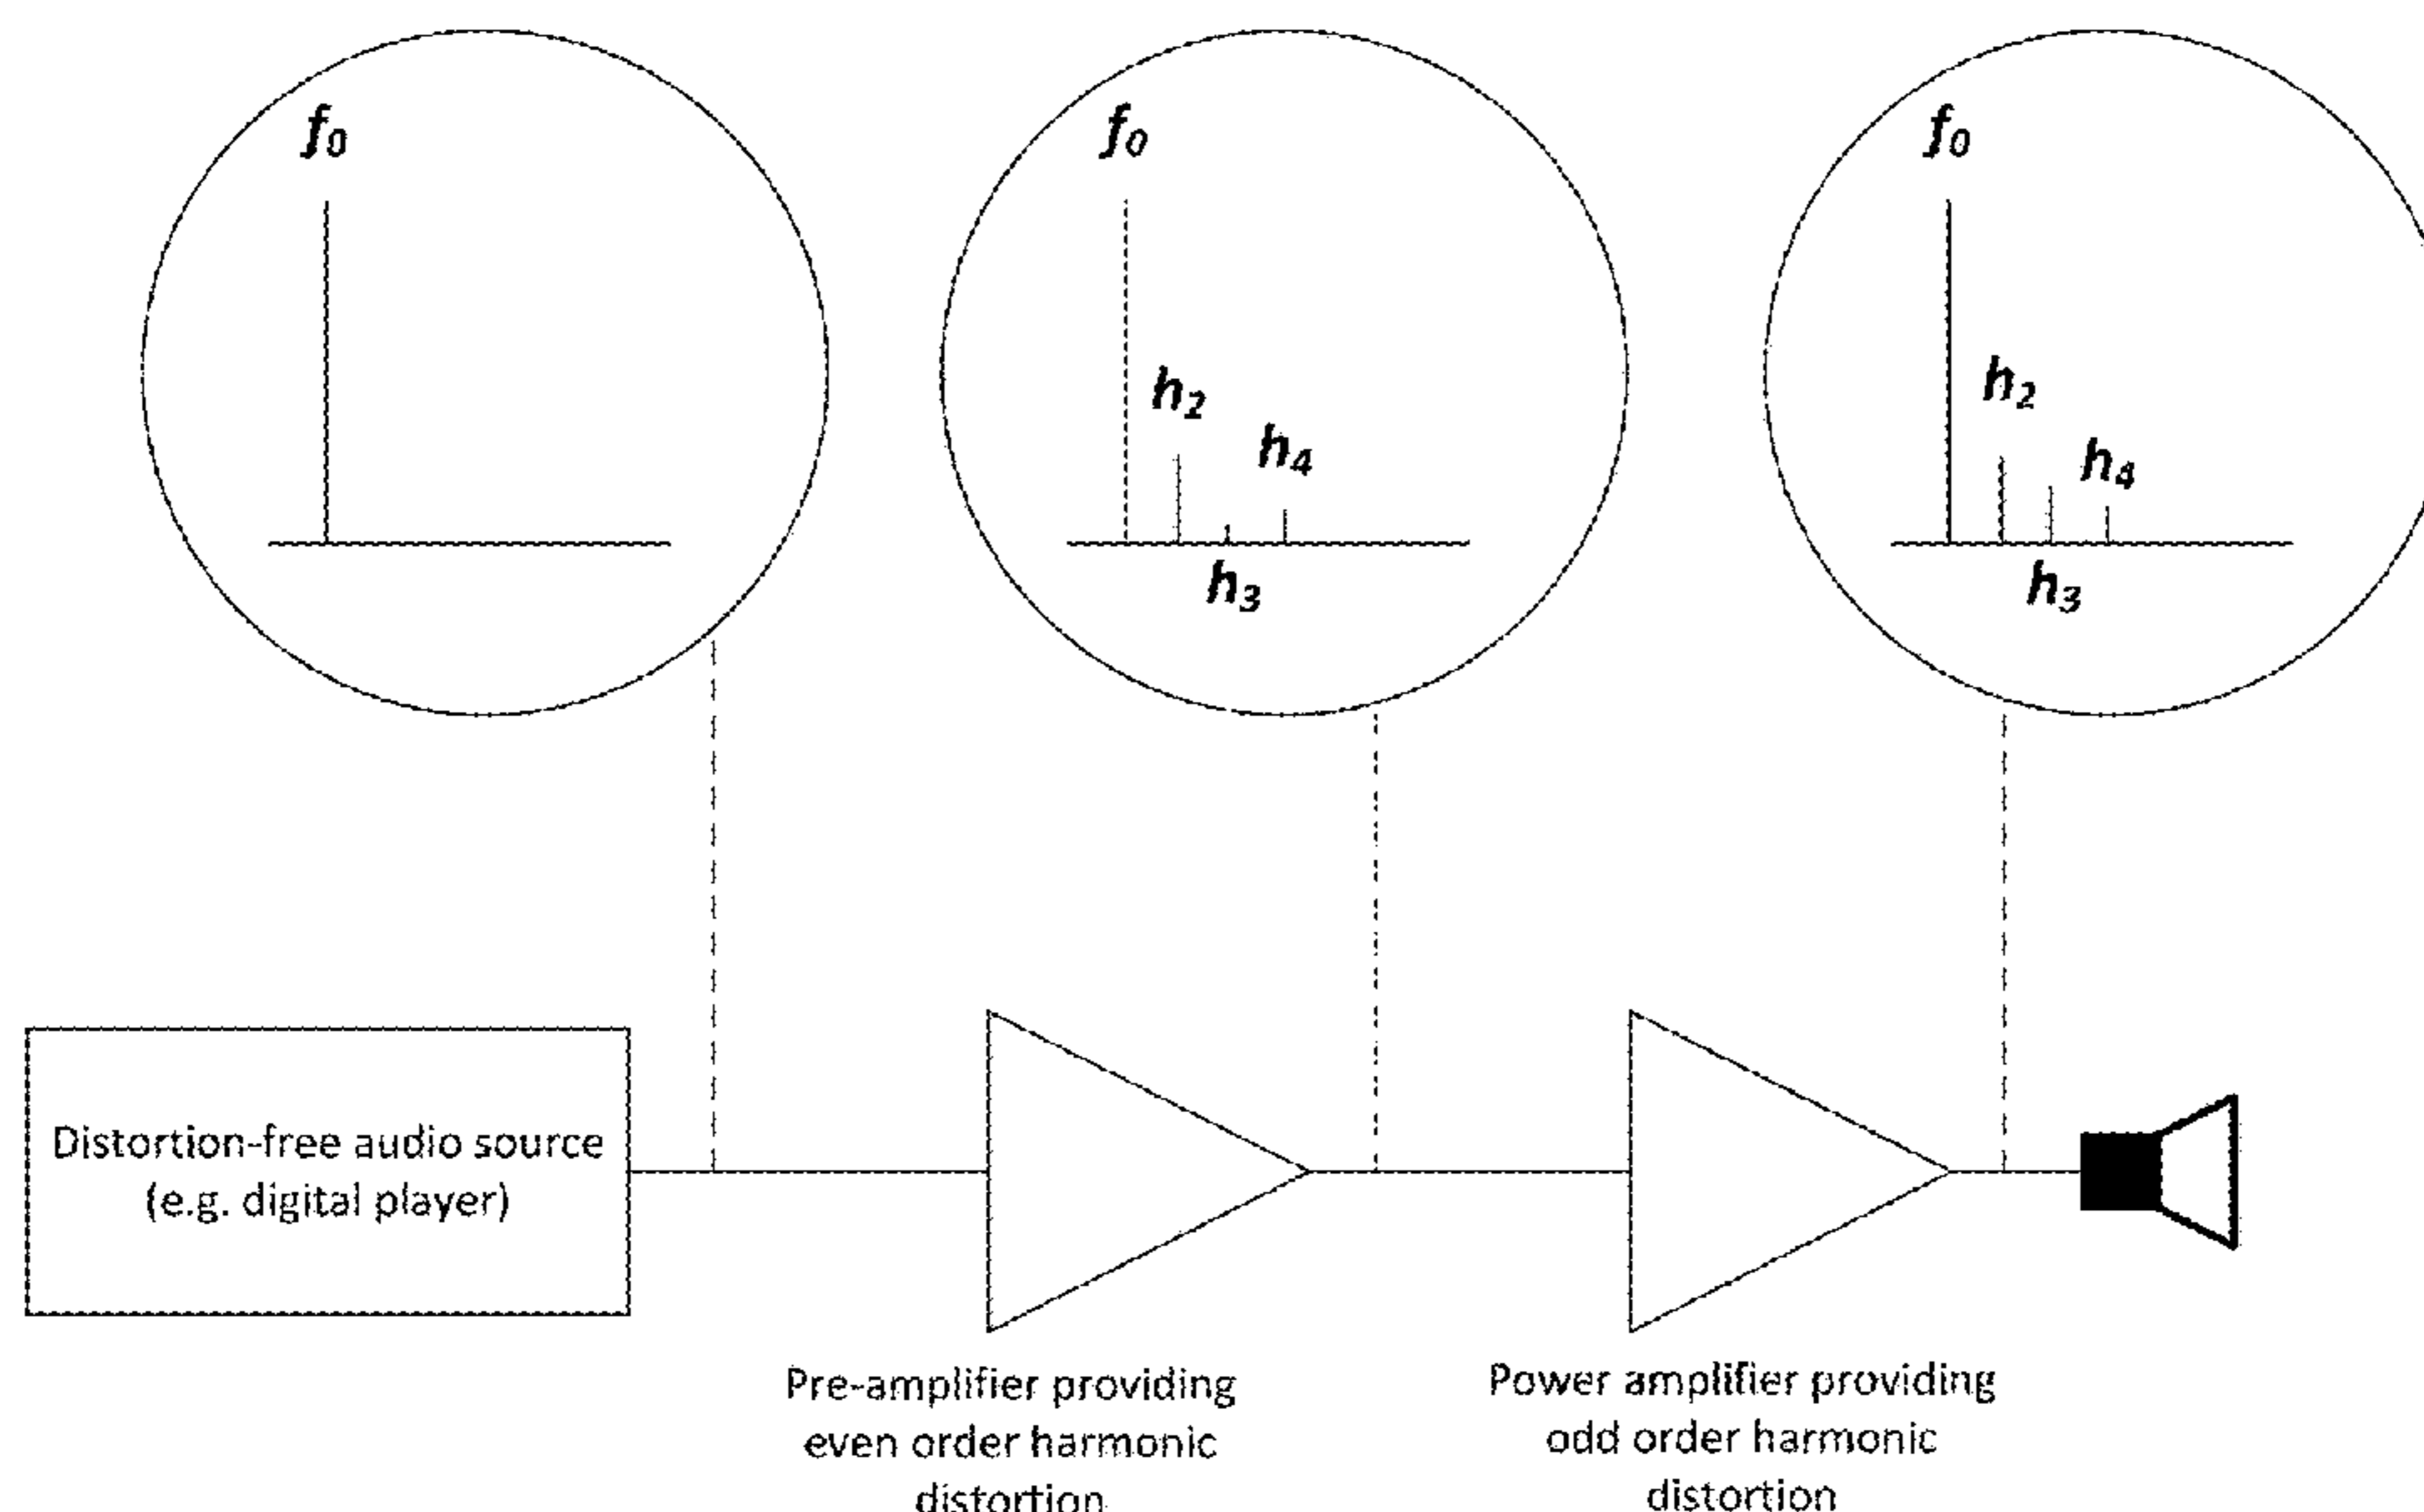 f₀
f₀
f₀
h₂
h₂
h₄
h₄
h₃
h₃
Distortion-free audio source
(e.g. digital player)
Pre-amplifier providing
even order harmonic
distortion
Power amplifier providing
odd order harmonic
distortion